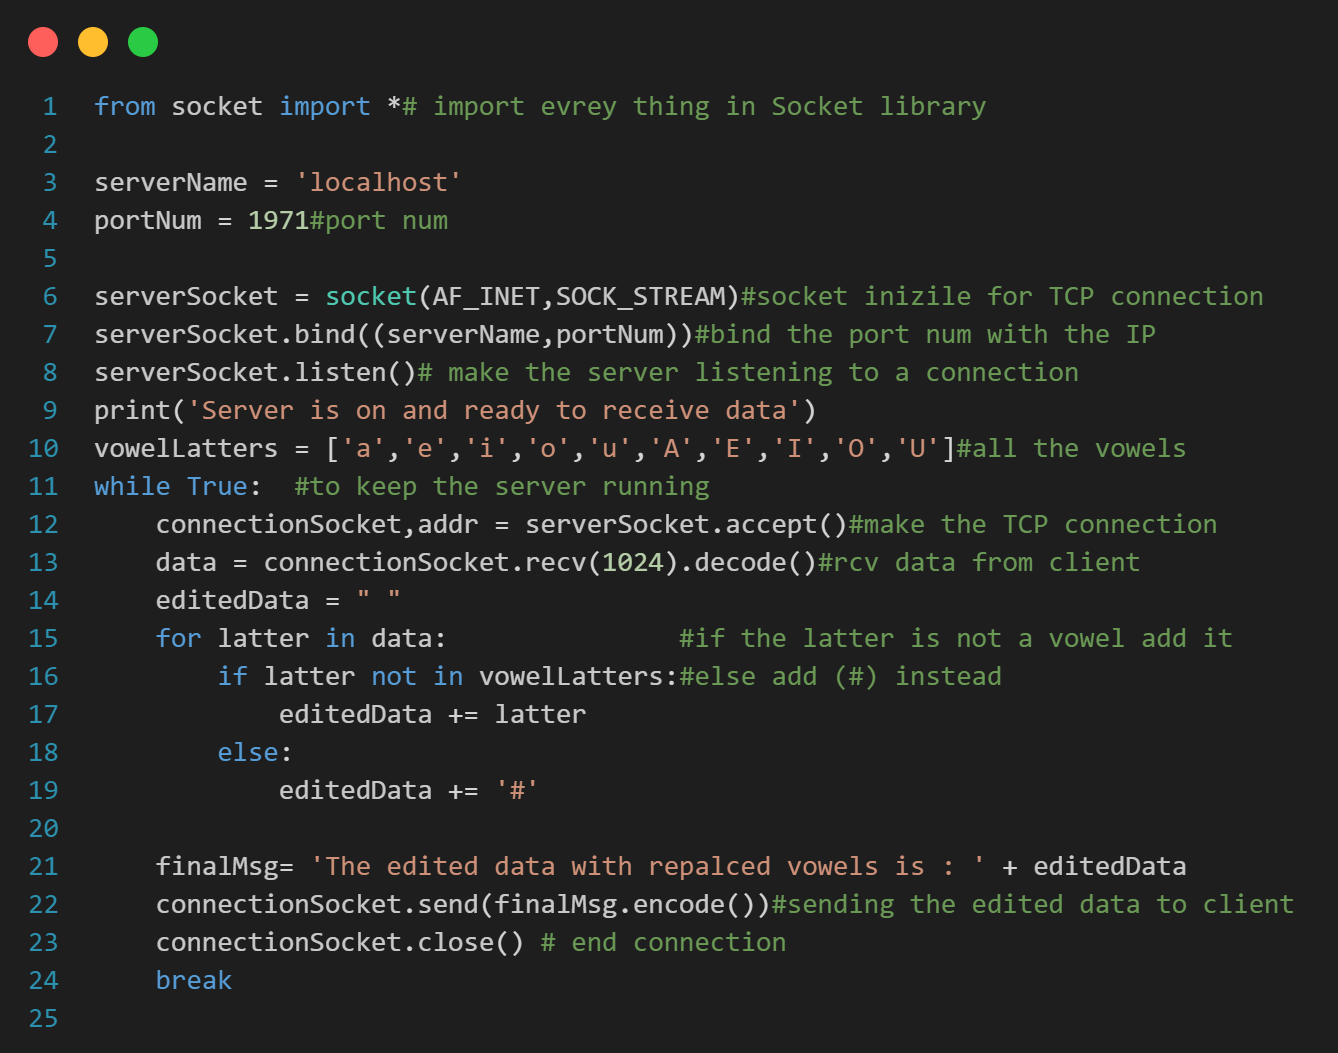 1 from socket import *# import evrey thing in Socket library
2
3 serverName = 'localhost'
4 portNum = 1971#port num
5
6 serverSocket = socket(AF_INET,SOCK_STREAM)#socket inizile for TCP connection
7 serverSocket.bind((serverName,portNum))#bind the port num with the IP
8 serverSocket.listen()# make the server listening to a connection
9 print('Server is on and ready to receive data')
10 vowelLatters = ['a','e','i','o','u','A','E','I','O','U']#all the vowels
11 while True:  #to keep the server running
12     connectionSocket,addr = serverSocket.accept()#make the TCP connection
13     data = connectionSocket.recv(1024).decode()#rcv data from client
14     editedData = " "
15     for latter in data:               #if the latter is not a vowel add it
16         if latter not in vowelLatters:#else add (#) instead
17             editedData += latter
18         else:
19             editedData += '#'
20
21     finalMsg= 'The edited data with repalced vowels is : ' + editedData
22     connectionSocket.send(finalMsg.encode())#sending the edited data to client
23     connectionSocket.close() # end connection
24     break
25